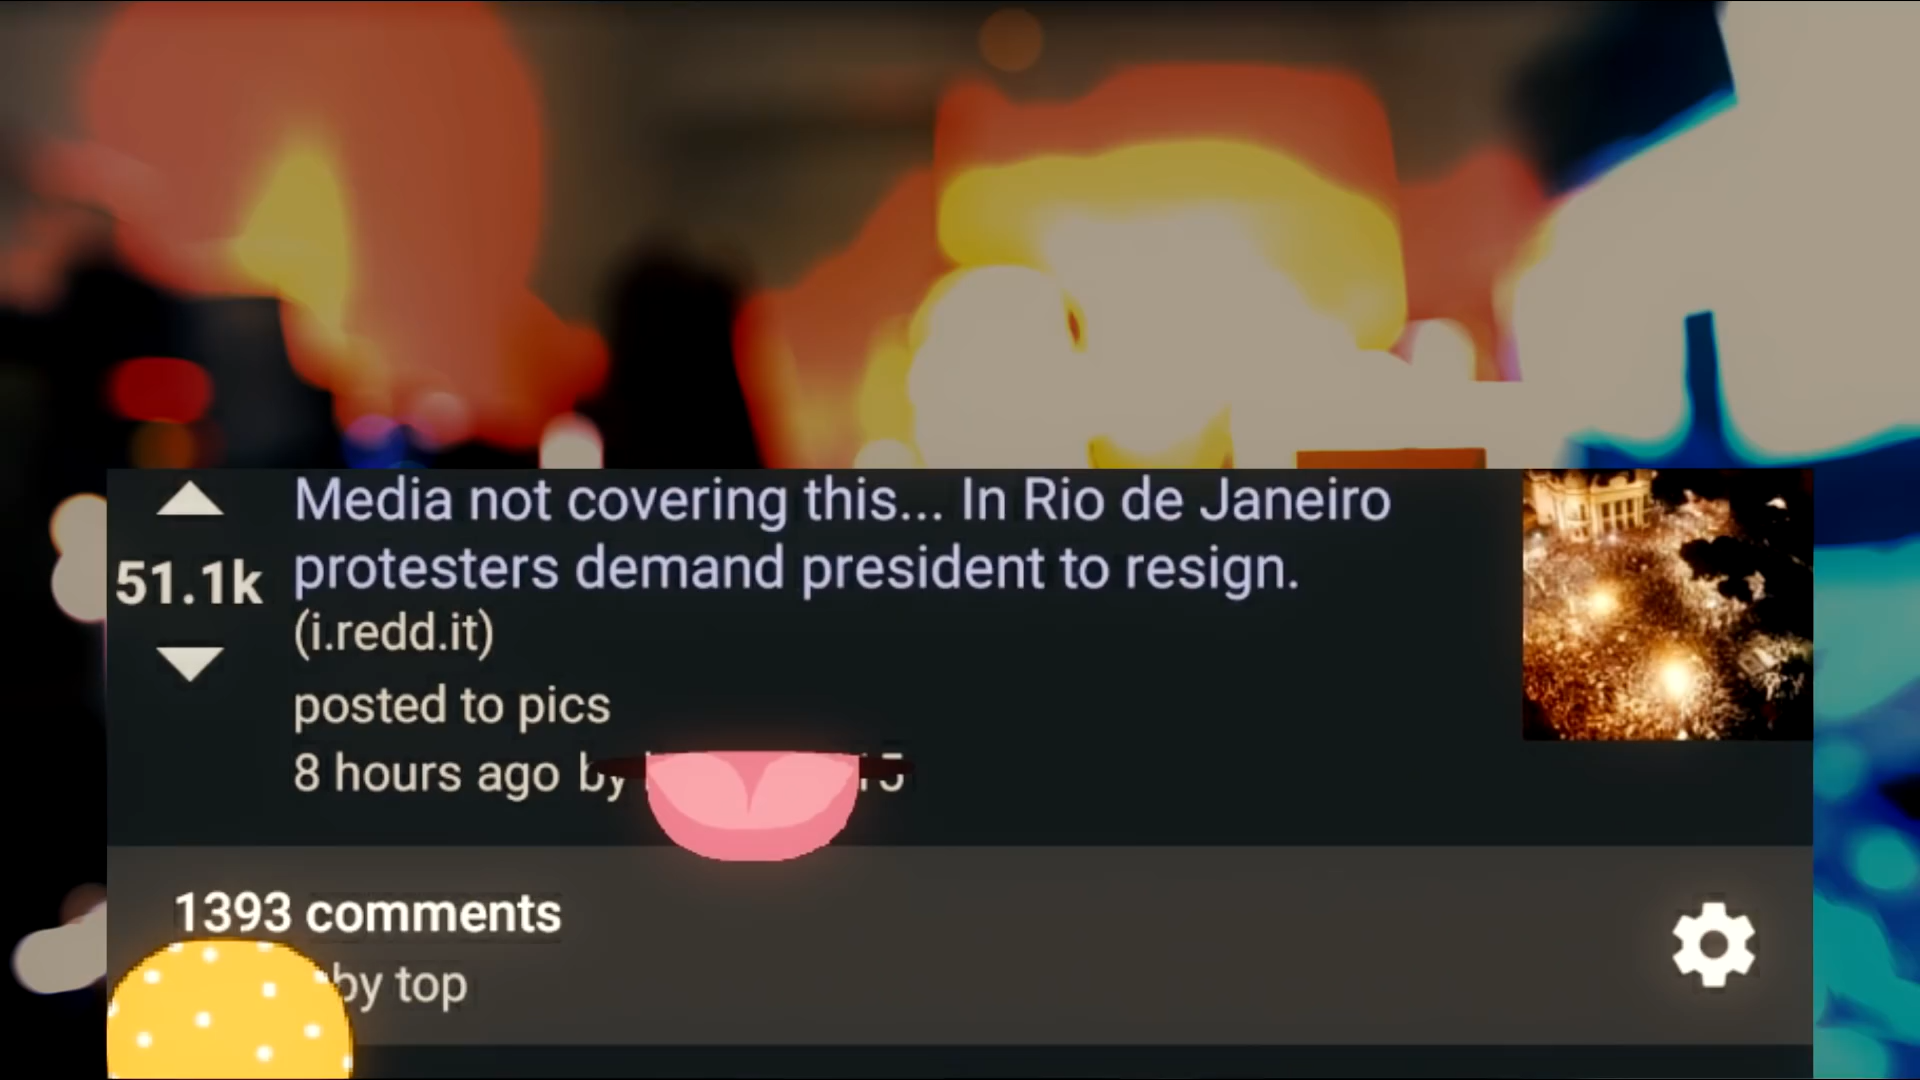 Media not covering this... In Rio de Janeiro
protesters demand president to resign.
51.1k
(i.redd.it)
posted to pics
8 hours ago by
1393 comments
by top